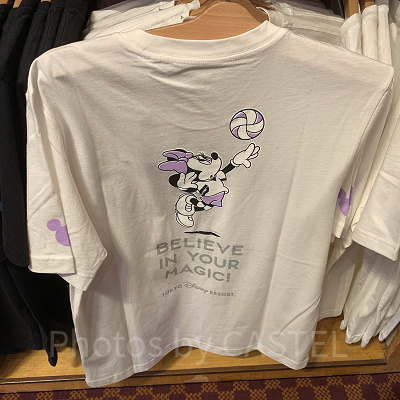 BELIEVE
IN YOUR
MAGIC!
TOKYO Disney RESORT.
Photos by CASTEL